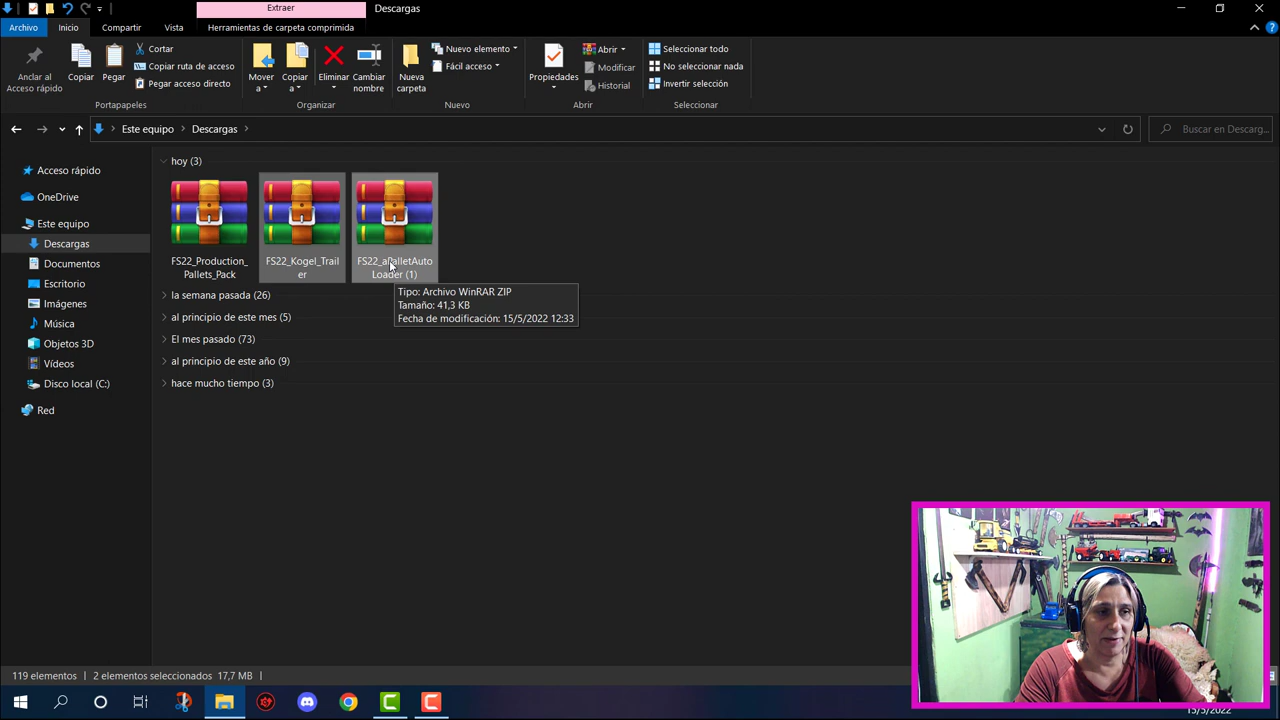 Extraer
Descargas
Archivo
Inicio
Compartir
Vista
Herramientas de carpeta comprimida
Anclar al
Acceso rápido
Copiar
Pegar
Cortar
Copiar ruta de acceso
Pegar acceso directo
Portapapeles
Mover
a
Copiar
a
Eliminar
Cambiar
nombre
Organizar
Nueva
carpeta
Nuevo elemento
Fácil acceso
Nuevo
Propiedades
Abrir
Modificar
Historial
Abrir
Seleccionar todo
No seleccionar nada
Invertir selección
Seleccionar
Este equipo
Descargas
Buscar en Descarg...
Acceso rápido
OneDrive
Este equipo
Descargas
Documentos
Escritorio
Imágenes
Música
Objetos 3D
Vídeos
Disco local (C:)
Red
hoy (3)
FS22_Production_
Pallets_Pack
FS22_Kogel_Trail
er
FS22_aPalletAuto
Loader (1)
Tipo: Archivo WinRAR ZIP
Tamaño: 41,3 KB
Fecha de modificación: 15/5/2022 12:33
la semana pasada (26)
al principio de este mes (5)
El mes pasado (73)
al principio de este año (9)
hace mucho tiempo (3)
119 elementos
2 elementos seleccionados 17,7 MB
15/5/2022